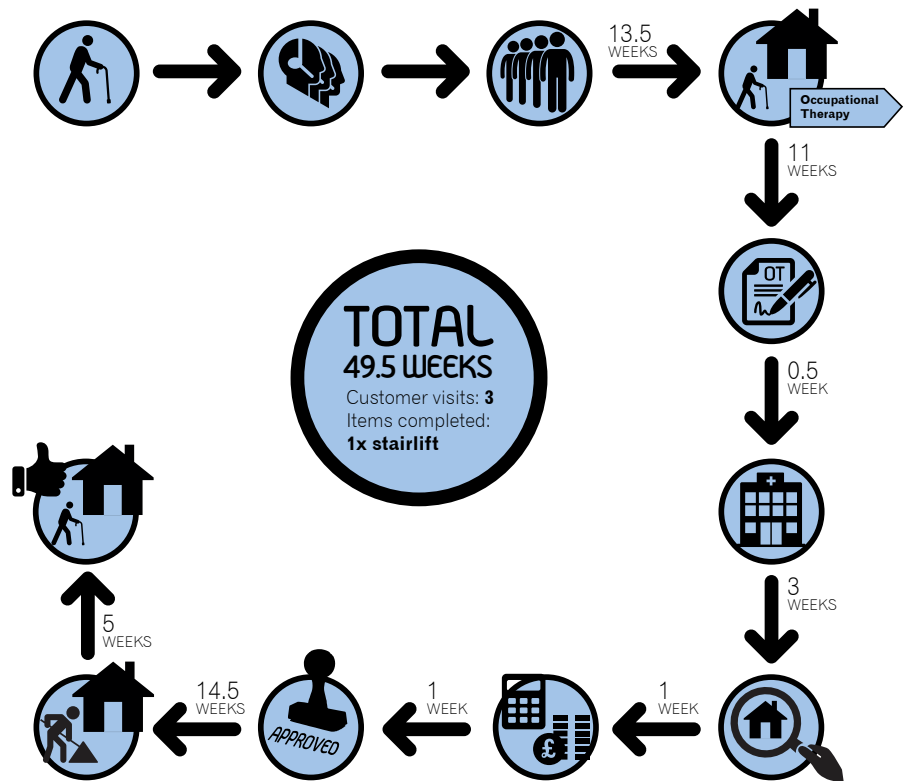 13.5
WEEKS
Occupational
Therapy
11
WEEKS
OT
0.5
WEEK
TOTAL
49.5 WEEKS
Customer visits: 3
Items completed:
1x stairlift
3
WEEKS
1
WEEK
£
1
WEEK
APPROVED
14.5
WEEKS
5
WEEKS